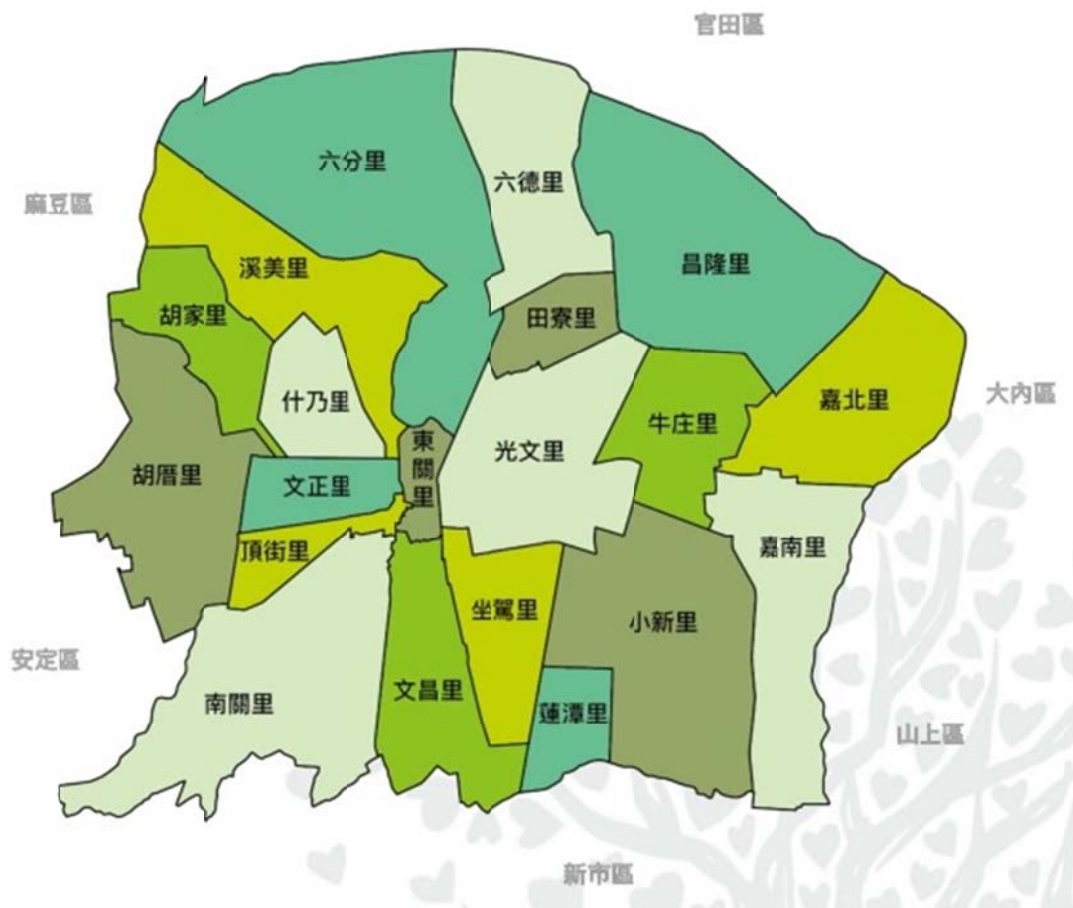 官田區
六分里
六德里
麻豆區
溪美里
昌隆里
胡家里
田寮里
什乃里
嘉北里
大內區
牛庄里
東關里
光文里
胡厝里
文正里
頂街里
嘉南里
坐駕里
小新里
安定區
文昌里
南關里
蓮潭里
山上區
新市區